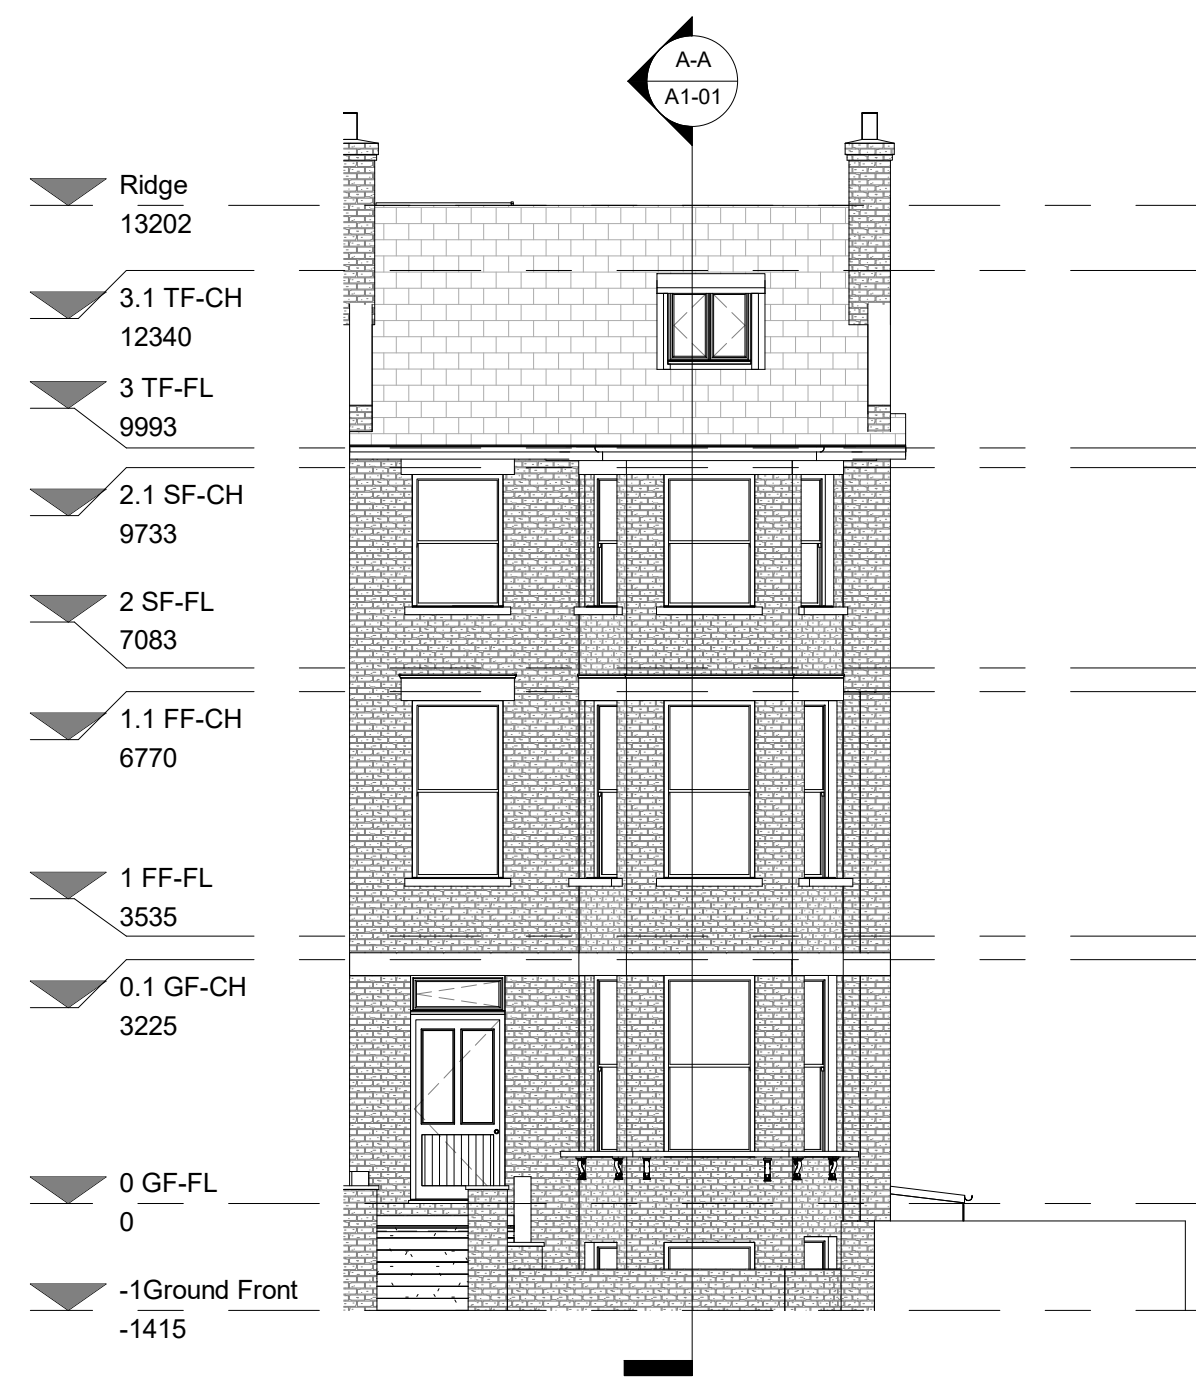 A-A
A1-01
Ridge
13202
3.1 TF-CH
12340
3 TF-FL
9993
2.1 SF-CH
9733
2 SF-FL
7083
1.1 FF-CH
6770
1 FF-FL
3535
0.1 GF-CH
3225
0 GF-FL
0
-1Ground Front
-1415